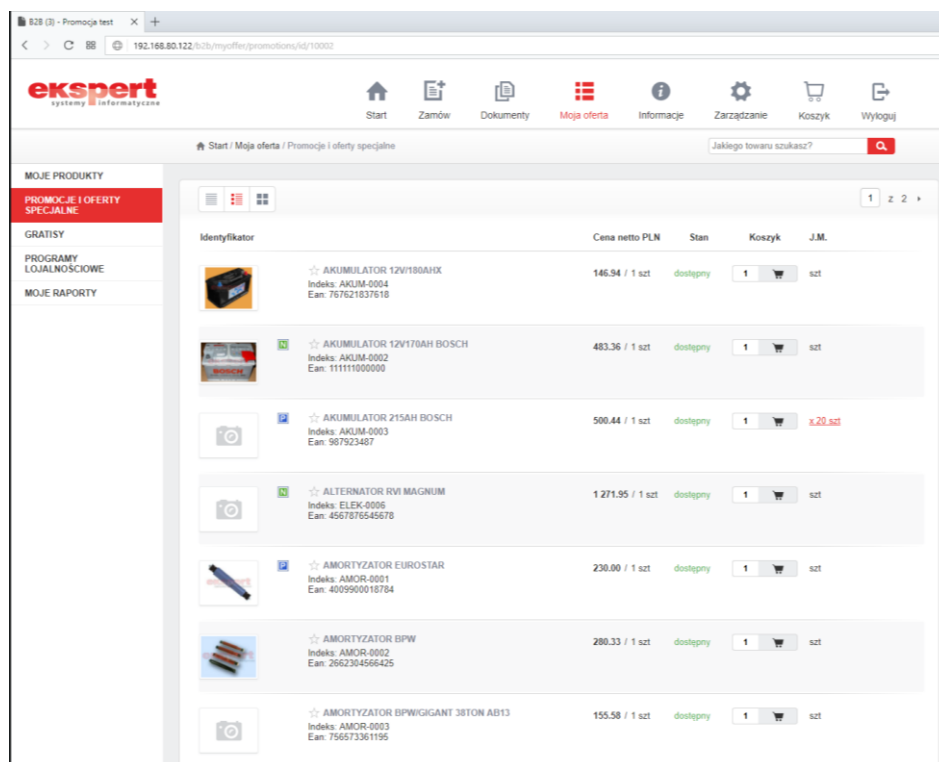 B2B (3) - Promocja test
192.168.80.122/b2b/myoffer/promotions/id/10002
ekspert
systemy informatyczne
Start
Zamów
Dokumenty
Moja oferta
Informacje
Zarządzanie
Koszyk
Wyloguj
Start / Moja oferta / Promocje i oferty specjalne
Jakiego towaru szukasz?
MOJE PRODUKTY
PROMOCJE I OFERTY
SPECJALNE
GRATISY
PROGRAMY
LOJALNOŚCIOWE
MOJE RAPORTY
1 z 2
Identyfikator Cena netto PLN Stan Koszyk J.M.
AKUMULATOR 12V/180AHX
Indeks: AKUM-0004
Ean: 767621837618
146.94 / 1 szt dostępny 1 szt
N
AKUMULATOR 12V170AH BOSCH
Indeks: AKUM-0002
Ean: 111111000000
483.36 / 1 szt dostępny 1 szt
BOSCH
P
AKUMULATOR 215AH BOSCH
Indeks: AKUM-0003
Ean: 987923487
500.44 / 1 szt dostępny 1 x 20 szt
N
ALTERNATOR RVI MAGNUM
Indeks: ELEK-0006
Ean: 4567876545678
1 271.95 / 1 szt dostępny 1 szt
P
AMORTYZATOR EUROSTAR
Indeks: AMOR-0001
Ean: 4009900018784
230.00 / 1 szt dostępny 1 szt
AMORTYZATOR BPW
Indeks: AMOR-0002
Ean: 2662304566425
280.33 / 1 szt dostępny 1 szt
AMORTYZATOR BPW/GIGANT 38TON AB13
Indeks: AMOR-0003
Ean: 756573361195
155.58 / 1 szt dostępny 1 szt